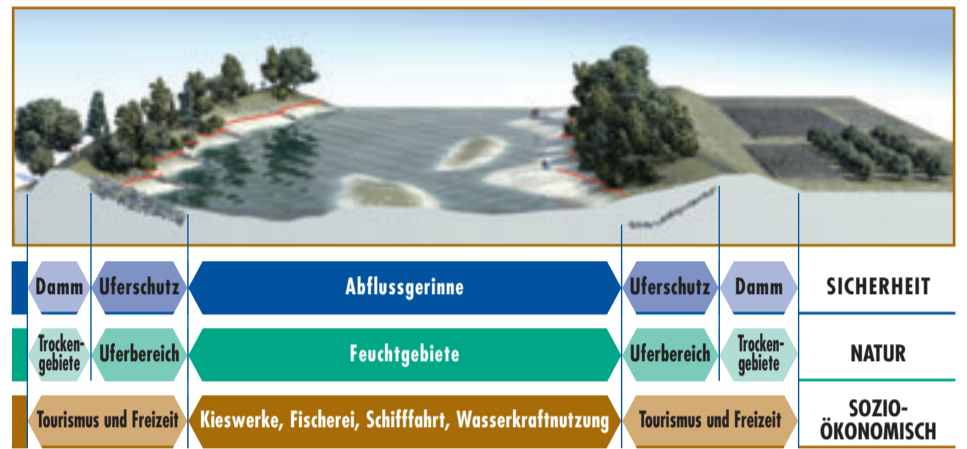 Damm Uferschutz Abflussgerinne Uferschutz Damm SICHERHEIT
Trocken-
gebiete Uferbereich Feuchtgebiete Uferbereich Trocken-
gebiete NATUR
Tourismus und Freizeit Kieswerke, Fischerei, Schifffahrt, Wasserkraftnutzung Tourismus und Freizeit SOZIO-
ÖKONOMISCH